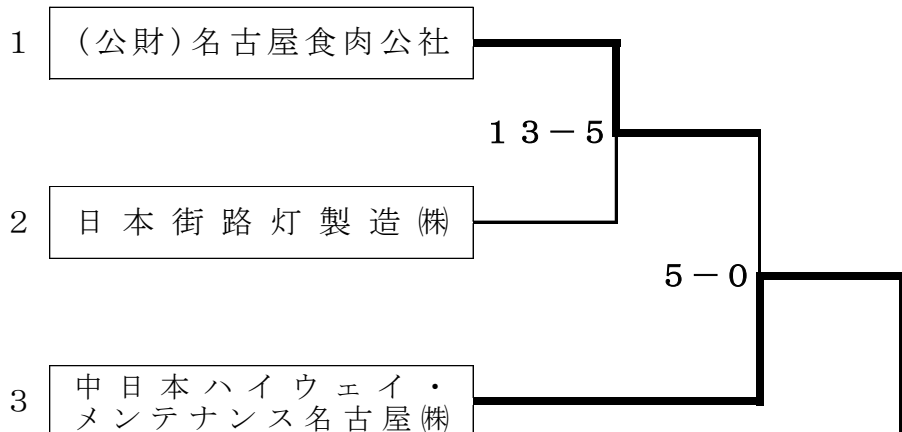 1 (公財)名古屋食肉公社
13-5
2 日本街路灯製造㈱
5-0
3 中日本ハイウェイ・
メンテナンス名古屋㈱